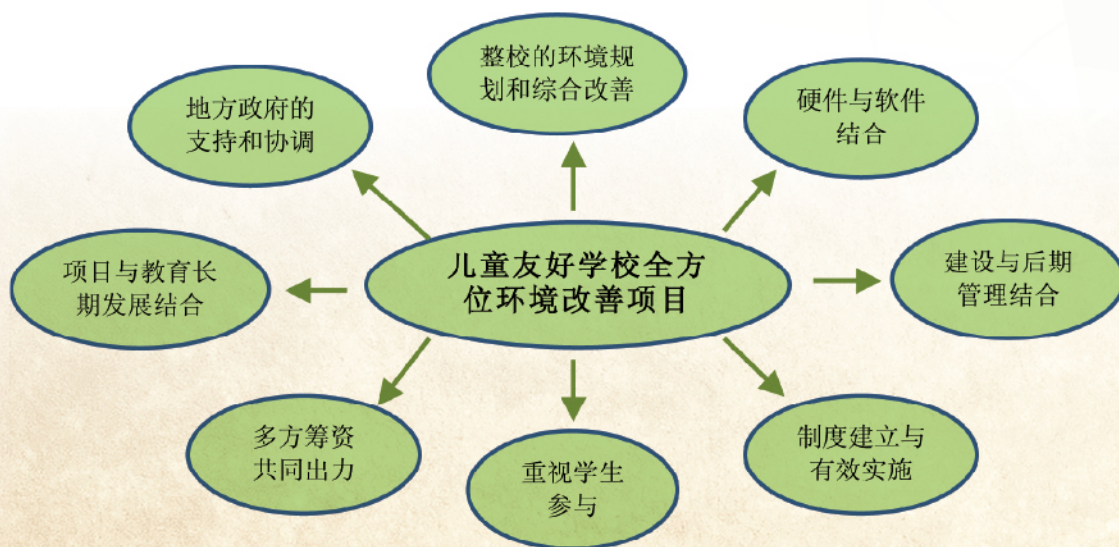 整校的环境规
划和综合改善
地方政府的
支持和协调
硬件与软件
结合
儿童友好学校全方
位环境改善项目
项目与教育长
期发展结合
建设与后期
管理结合
多方筹资
共同出力
重视学生
参与
制度建立与
有效实施